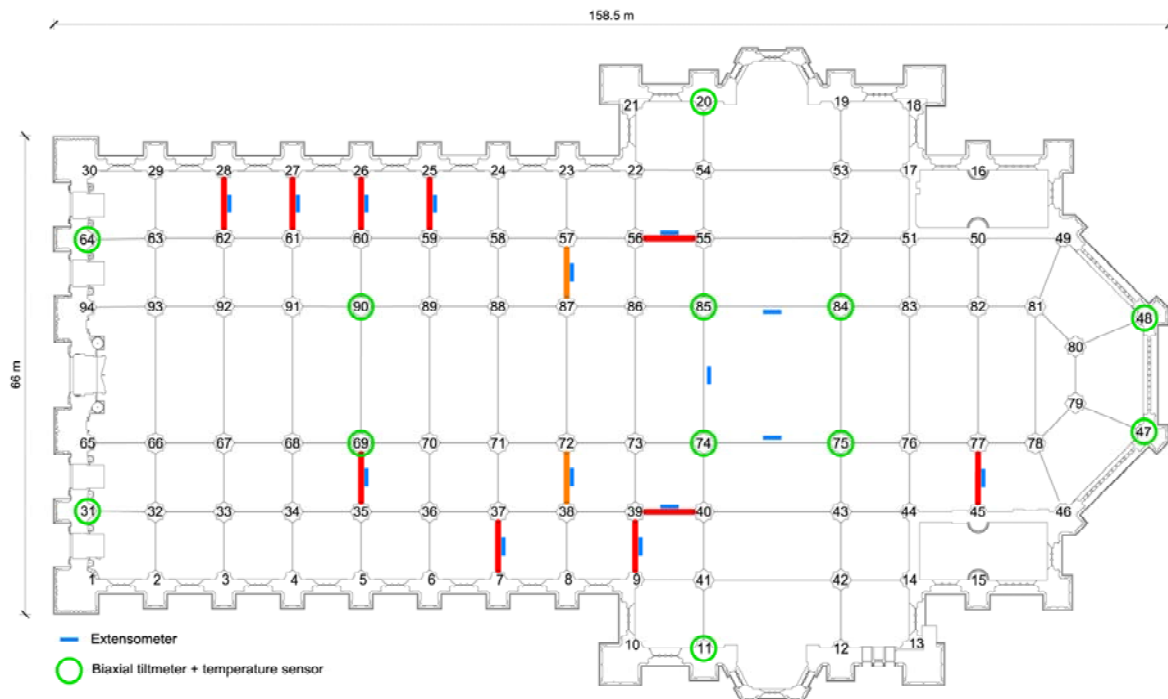 158.5 m
20
21 19 18
30 29 28 27 26 25 24 23 22 54 53 17 16
64 63 62 61 60 59 58 57 56 55 52 51 50 49
94 93 92 91 90 89 88 87 86 85 84 83 82 81 48
80
66 m
79
65 66 67 68 69 70 71 72 73 74 75 76 77 78 47
31 32 33 34 35 36 37 38 39 40 43 44 45 46
1 2 3 4 5 6 7 8 9 41 42 14 15
10 11 12 13
Extensometer
Biaxial tiltmeter + temperature sensor